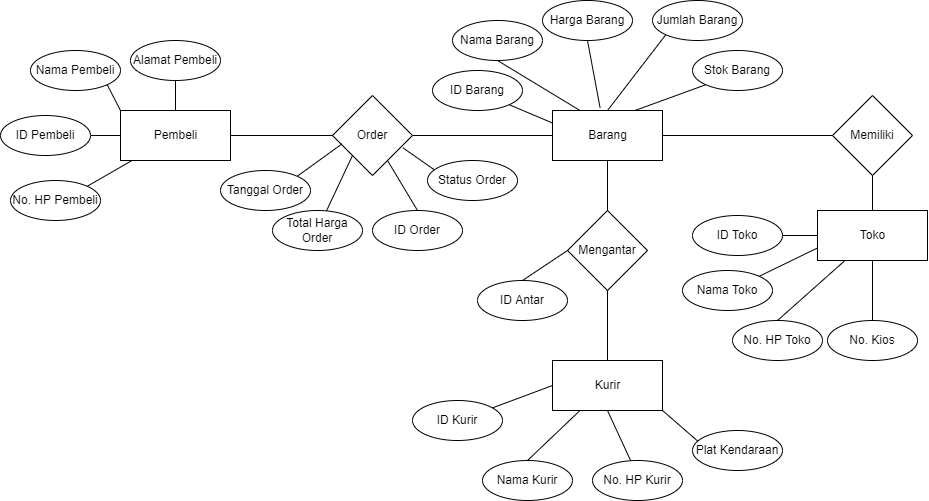 Harga Barang
Jumlah Barang
Nama Barang
Alamat Pembeli
Nama Pembeli
Stok Barang
ID Barang
ID Pembeli
Pembeli
Order
Barang
Memiliki
No. HP Pembeli
Tanggal Order
Status Order
Total Harga
Order
ID Order
ID Toko
Toko
Mengantar
Nama Toko
ID Antar
No. HP Toko
No. Kios
Kurir
ID Kurir
Plat Kendaraan
Nama Kurir
No. HP Kurir